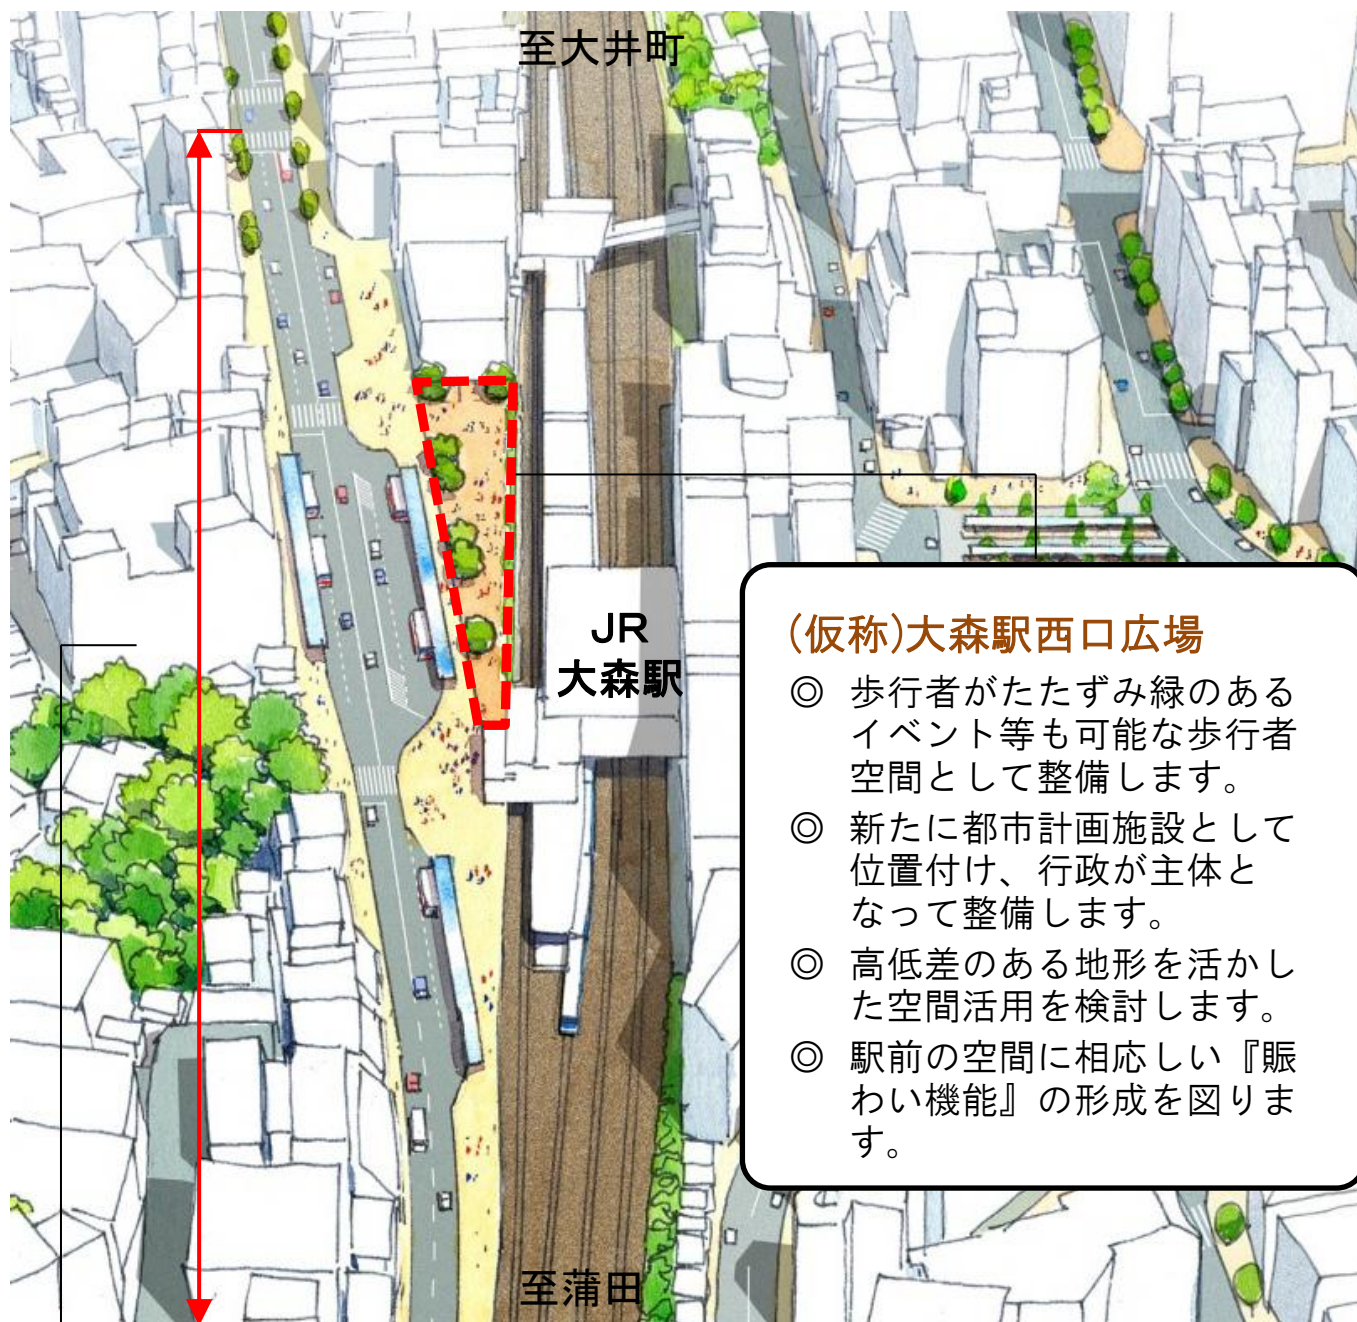 至大井町
JR
大森駅
(仮称)大森駅西口広場
◎ 歩行者がたたずみ緑のある
イベント等も可能な歩行者
空間として整備します。
◎ 新たに都市計画施設として
位置付け、行政が主体と
なって整備します。
◎ 高低差のある地形を活かし
た空間活用を検討します。
◎ 駅前の空間に相応しい『賑
わい機能』の形成を図りま
す。
至蒲田